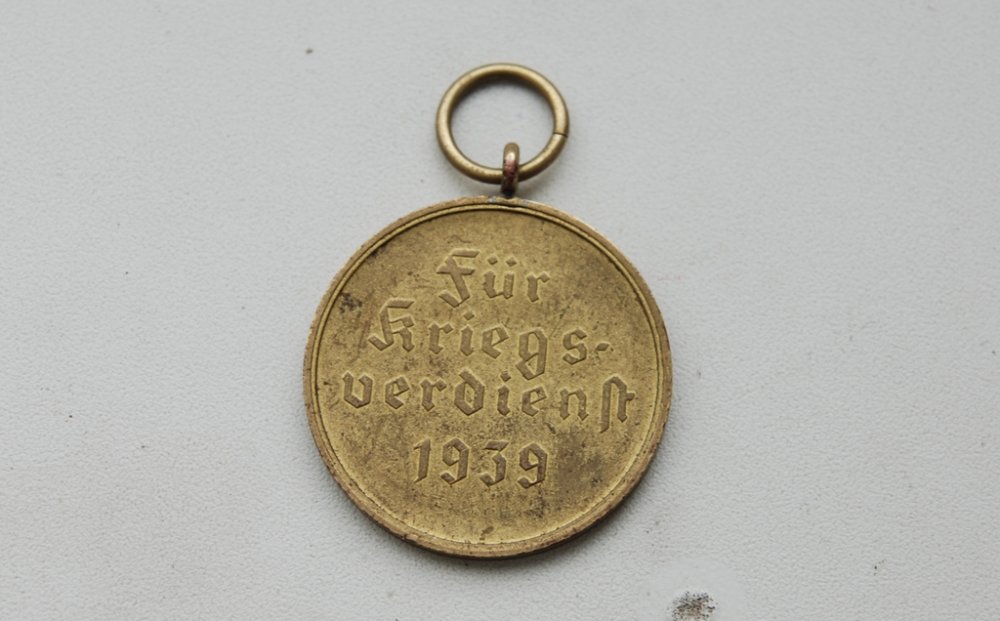 Für
Kriegs-
verdienst
1939